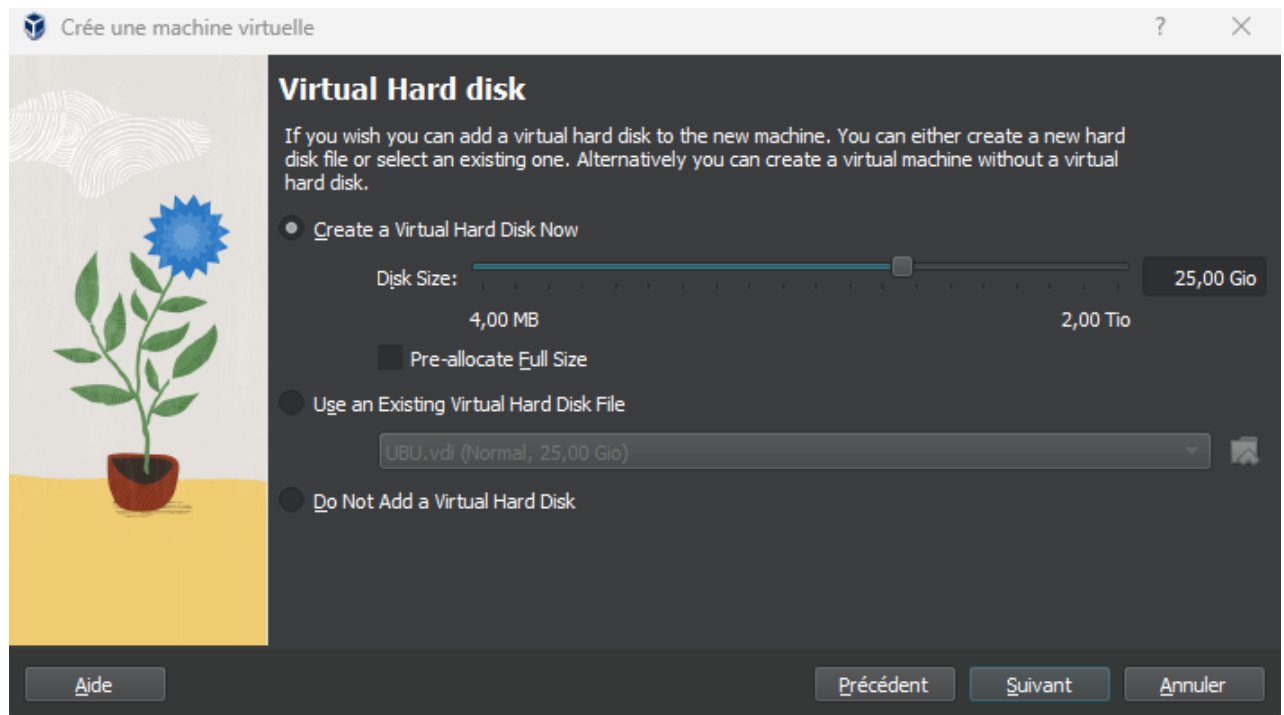 Crée une machine virtuelle
?
Virtual Hard disk
If you wish you can add a virtual hard disk to the new machine. You can either create a new hard
disk file or select an existing one. Alternatively you can create a virtual machine without a virtual
hard disk.
Create a Virtual Hard Disk Now
Disk Size:
25,00 Gio
4,00 MB
2,00 Tio
Pre-allocate Full Size
Use an Existing Virtual Hard Disk File
UBU.vdi (Normal, 25,00 Gio)
Do Not Add a Virtual Hard Disk
Aide
Précédent
Suivant
Annuler